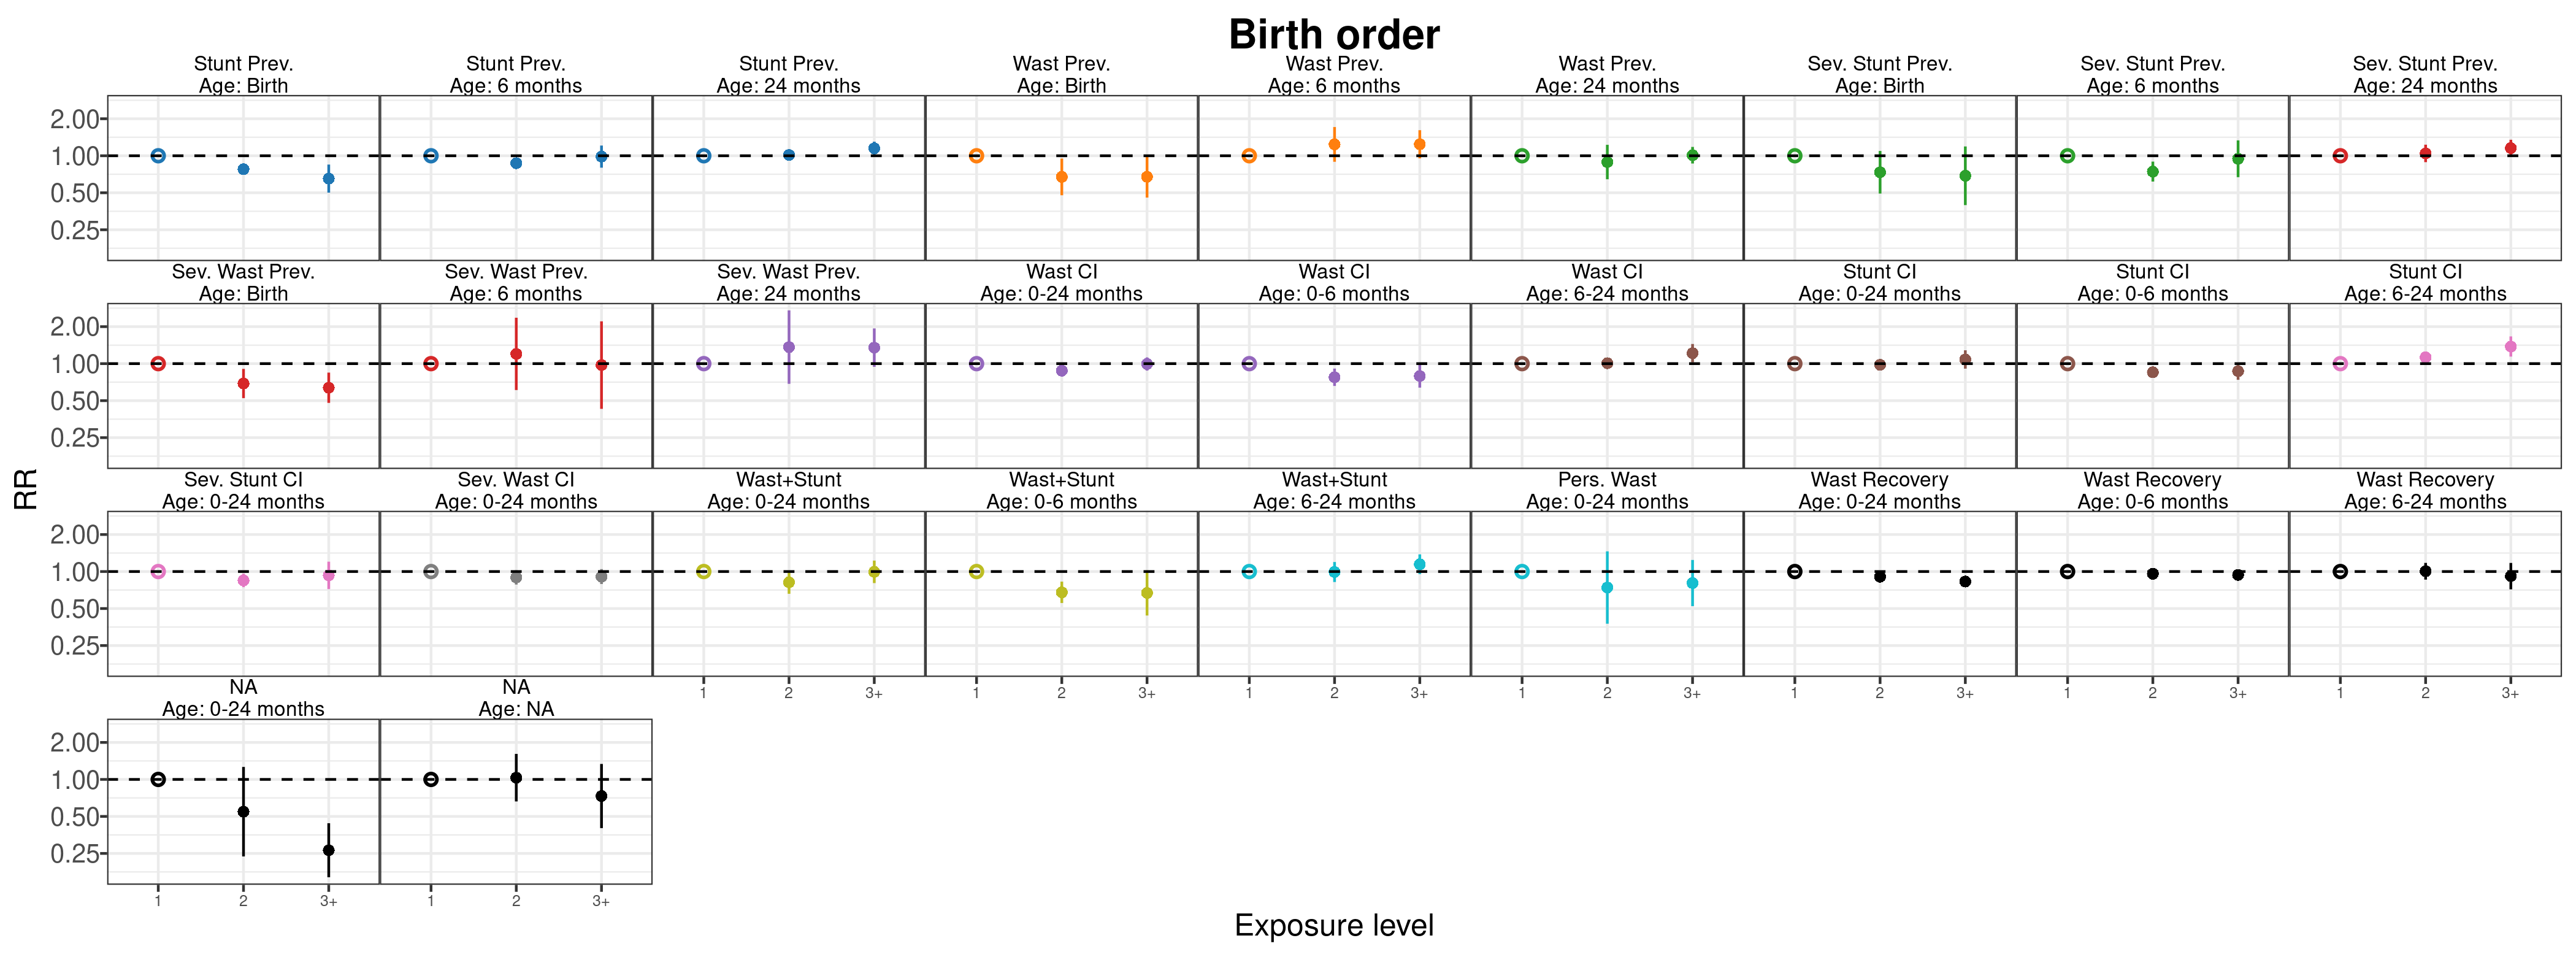 Birth order
Stunt Prev. Stunt Prev. Stunt Prev. Wast Prev. Wast Prev. Wast Prev. Sev. Stunt Prev. Sev. Stunt Prev. Sev. Stunt Prev.
Age: Birth Age: 6 months Age: 24 months Age: Birth Age: 6 months Age: 24 months Age: Birth Age: 6 months Age: 24 months
2.00
1.00
0.50
0.25
Sev. Wast Prev. Sev. Wast Prev. Sev. Wast Prev. Wast CI Wast CI Wast CI Stunt CI Stunt CI Stunt CI
Age: Birth Age: 6 months Age: 24 months Age: 0-24 months Age: 0-6 months Age: 6-24 months Age: 0-24 months Age: 0-6 months Age: 6-24 months
2.00
1.00
0.50
0.25
RR
Sev. Stunt CI Sev. Wast CI Wast+Stunt Wast+Stunt Wast+Stunt Pers. Wast Wast Recovery Wast Recovery Wast Recovery
Age: 0-24 months Age: 0-24 months Age: 0-24 months Age: 0-6 months Age: 6-24 months Age: 0-24 months Age: 0-24 months Age: 0-6 months Age: 6-24 months
2.00
1.00
0.50
0.25
1 2 3+ 1 2 3+ 1 2 3+ 1 2 3+ 1 2 3+ 1 2 3+ 1 2 3+
NA NA
Age: 0-24 months Age: NA
2.00
1.00
0.50
0.25
1 2 3+ 1 2 3+
Exposure level